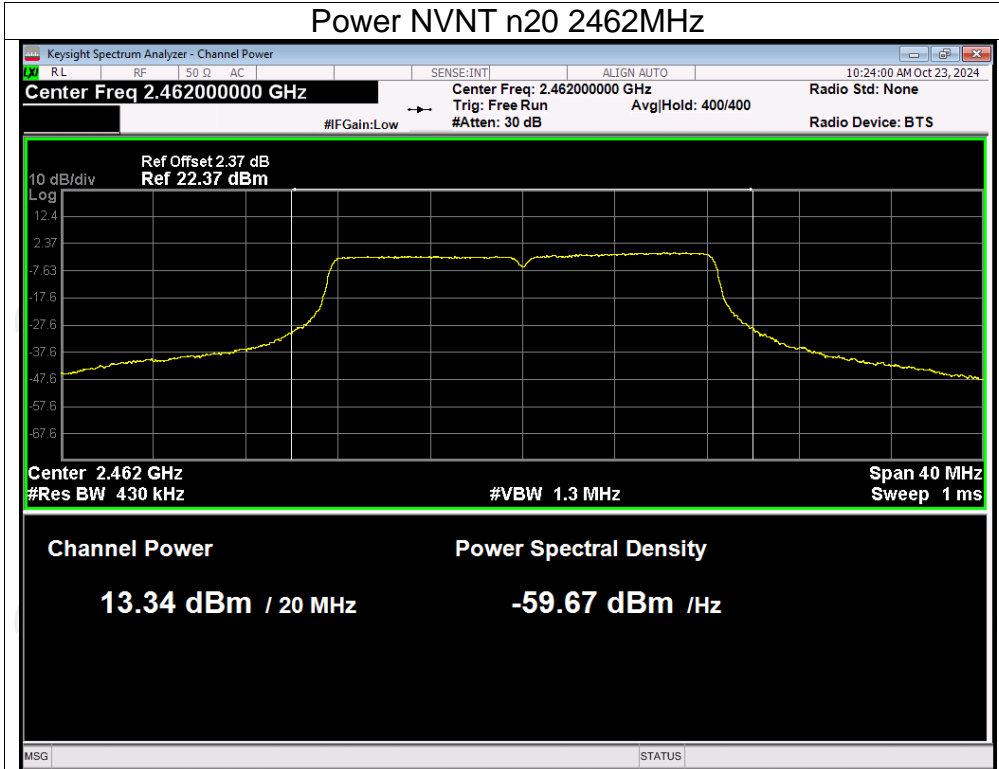 Power NVNT n20 2462MHz
Keysight Spectrum Analyzer - Channel Power
LXI RL RF 50 Ω AC SENSE:INT ALIGN AUTO 10:24:00 AM Oct 23, 2024
Center Freq 2.462000000 GHz Center Freq: 2.462000000 GHz Radio Std: None
Trig: Free Run Avg|Hold: 400/400
#IFGain:Low #Atten: 30 dB Radio Device: BTS
Ref Offset 2.37 dB
10 dB/div Ref 22.37 dBm
Log
12.4
2.37
-7.63
-17.6
-27.6
-37.6
-47.6
-57.6
-67.6
Center 2.462 GHz Span 40 MHz
#Res BW 430 kHz #VBW 1.3 MHz Sweep 1 ms
Channel Power Power Spectral Density
13.34 dBm / 20 MHz -59.67 dBm /Hz
MSG STATUS